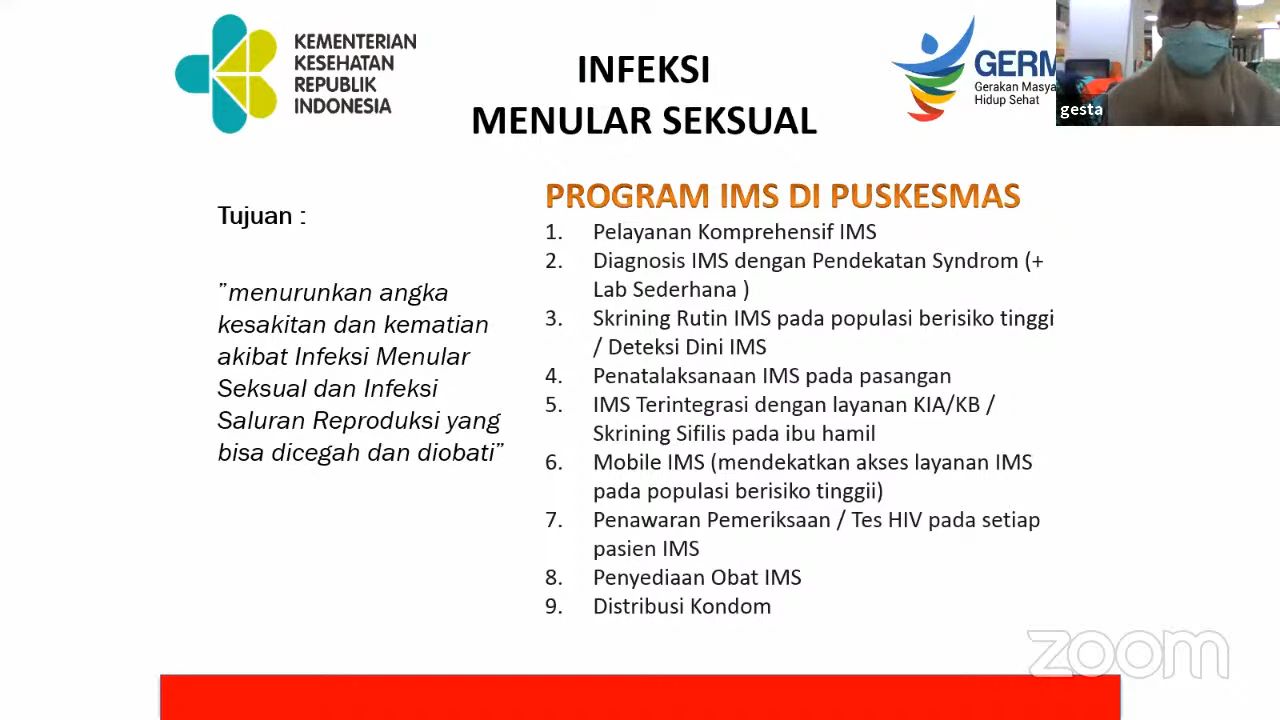 KEMENTERIAN
KESEHATAN
REPUBLIK
INDONESIA
INFEKSI
MENULAR SEKSUAL
GERM
Gerakan Masya
Hidup Sehat
gesta
Tujuan :
”menurunkan angka
kesakitan dan kematian
akibat Infeksi Menular
Seksual dan Infeksi
Saluran Reproduksi yang
bisa dicegah dan diobati”
PROGRAM IMS DI PUSKESMAS
1. Pelayanan Komprehensif IMS
2. Diagnosis IMS dengan Pendekatan Syndrom (+
Lab Sederhana )
3. Skrining Rutin IMS pada populasi berisiko tinggi
/ Deteksi Dini IMS
4. Penatalaksanaan IMS pada pasangan
5. IMS Terintegrasi dengan layanan KIA/KB /
Skrining Sifilis pada ibu hamil
6. Mobile IMS (mendekatkan akses layanan IMS
pada populasi berisiko tinggii)
7. Penawaran Pemeriksaan / Tes HIV pada setiap
pasien IMS
8. Penyediaan Obat IMS
9. Distribusi Kondom
zoom